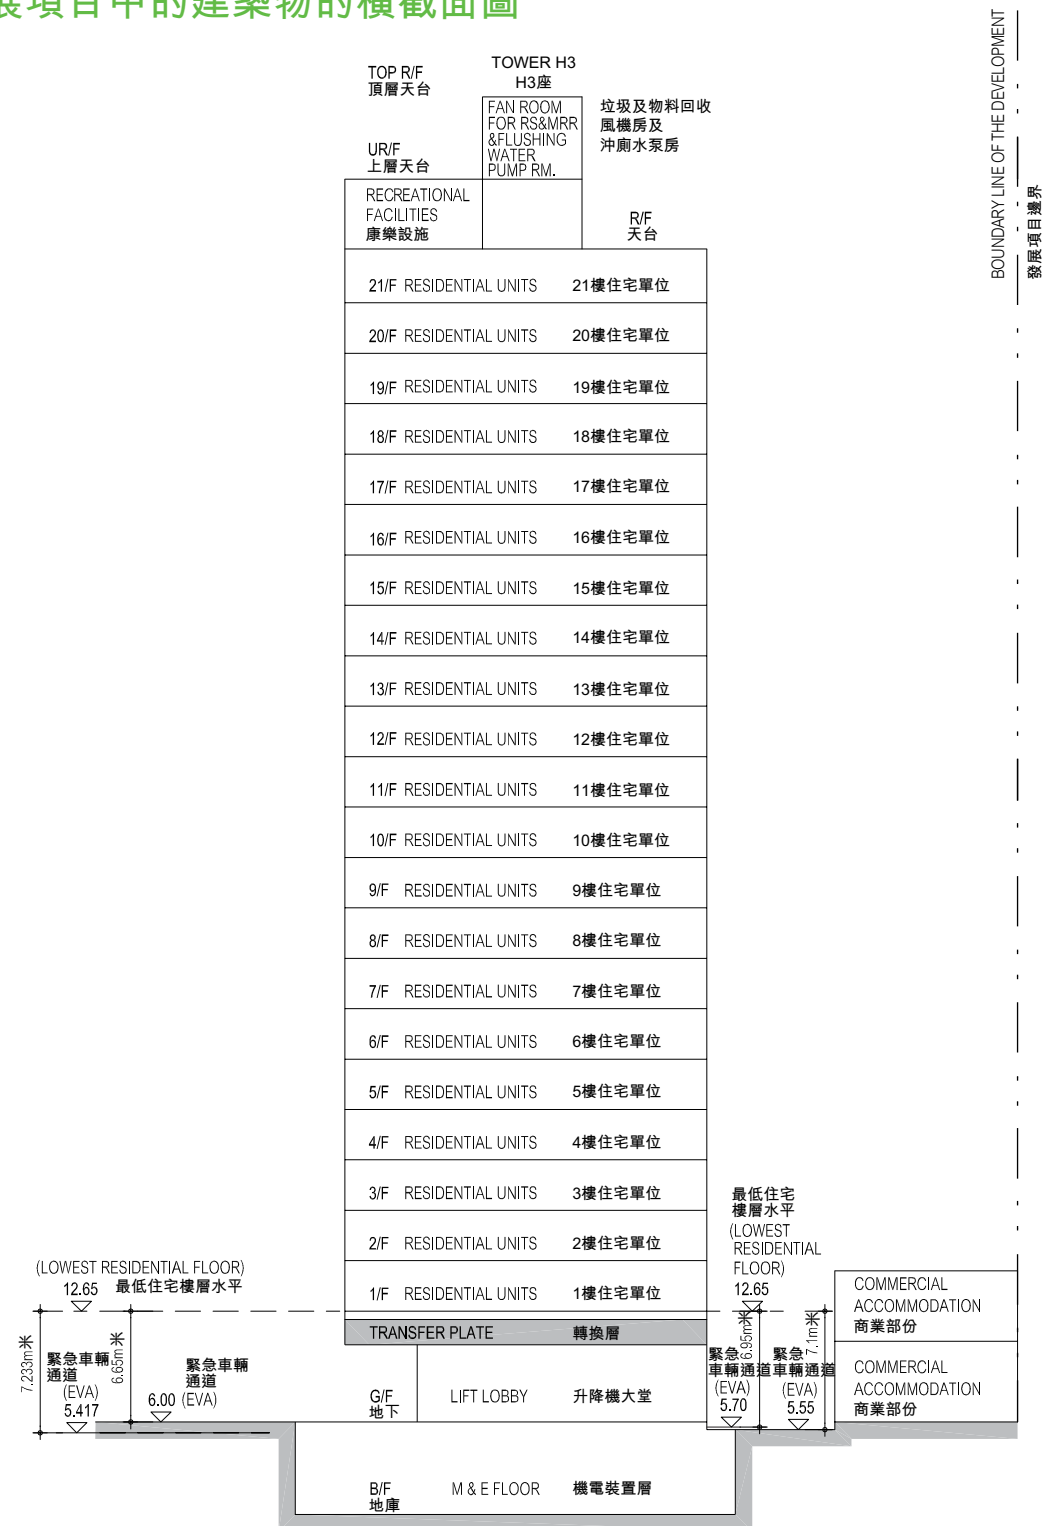 展項目中的建築物的橫截面圖
TOWER H3
H3座
TOP R/F
頂層天台
FAN ROOM
FOR RS&MRR
&FLUSHING
WATER
PUMP RM.
垃圾及物料回收
風機房及
沖廁水泵房
UR/F
上層天台
RECREATIONAL
FACILITIES
康樂設施
R/F
天台
BOUNDARY LINE OF THE DEVELOPMENT
發展項目邊界
21/F RESIDENTIAL UNITS 21樓住宅單位
20/F RESIDENTIAL UNITS 20樓住宅單位
19/F RESIDENTIAL UNITS 19樓住宅單位
18/F RESIDENTIAL UNITS 18樓住宅單位
17/F RESIDENTIAL UNITS 17樓住宅單位
16/F RESIDENTIAL UNITS 16樓住宅單位
15/F RESIDENTIAL UNITS 15樓住宅單位
14/F RESIDENTIAL UNITS 14樓住宅單位
13/F RESIDENTIAL UNITS 13樓住宅單位
12/F RESIDENTIAL UNITS 12樓住宅單位
11/F RESIDENTIAL UNITS 11樓住宅單位
10/F RESIDENTIAL UNITS 10樓住宅單位
9/F RESIDENTIAL UNITS 9樓住宅單位
8/F RESIDENTIAL UNITS 8樓住宅單位
7/F RESIDENTIAL UNITS 7樓住宅單位
6/F RESIDENTIAL UNITS 6樓住宅單位
5/F RESIDENTIAL UNITS 5樓住宅單位
4/F RESIDENTIAL UNITS 4樓住宅單位
3/F RESIDENTIAL UNITS 3樓住宅單位
2/F RESIDENTIAL UNITS 2樓住宅單位
1/F RESIDENTIAL UNITS 1樓住宅單位
TRANSFER PLATE 轉換層
G/F
地下
LIFT LOBBY 升降機大堂
B/F
地庫
M & E FLOOR 機電裝置層
(LOWEST RESIDENTIAL FLOOR)
12.65 最低住宅樓層水平
7.233m米
緊急車輛
通道
(EVA)
5.417
6.65m米
緊急車輛
通道
6.00 (EVA)
最低住宅
樓層水平
(LOWEST
RESIDENTIAL
FLOOR)
12.65
6.95m米
緊急
車輛通道
(EVA)
5.70
7.1m米
緊急
車輛通道
(EVA)
5.55
COMMERCIAL
ACCOMMODATION
商業部份
COMMERCIAL
ACCOMMODATION
商業部份